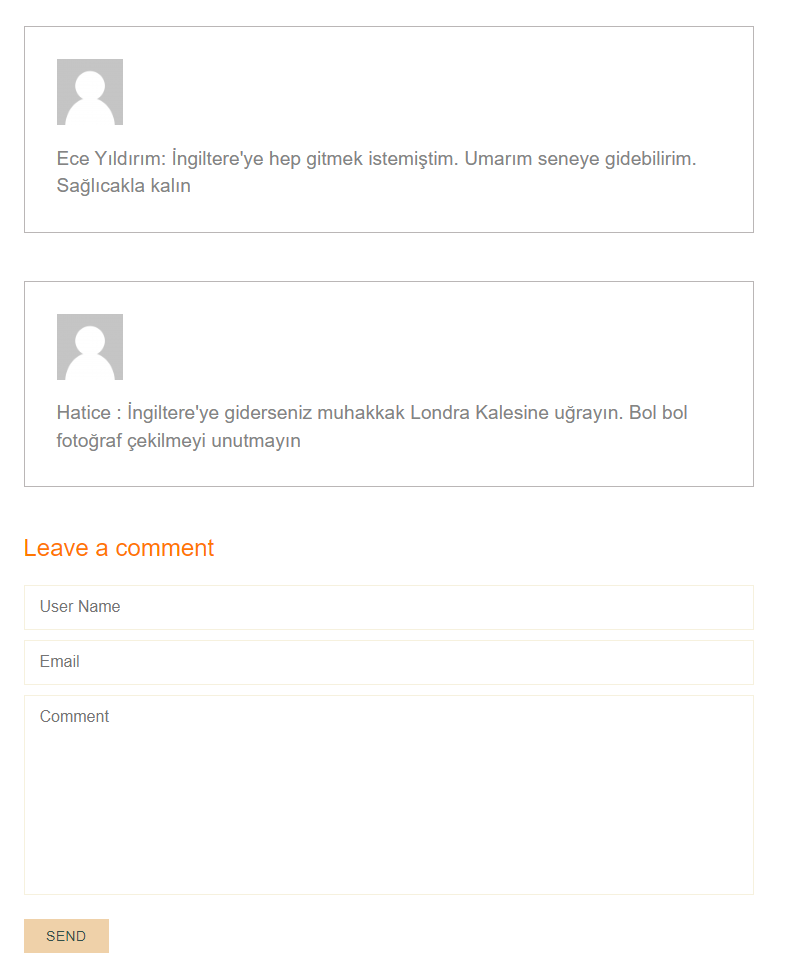 Ece Yıldırım: İngiltere'ye hep gitmek istemiştim. Umarım seneye gidebilirim.
Sağlıcakla kalın
Hatice : İngiltere'ye giderseniz muhakkak Londra Kalesine uğrayın. Bol bol
fotoğraf çekilmeyi unutmayın
Leave a comment
User Name
Email
Comment
SEND